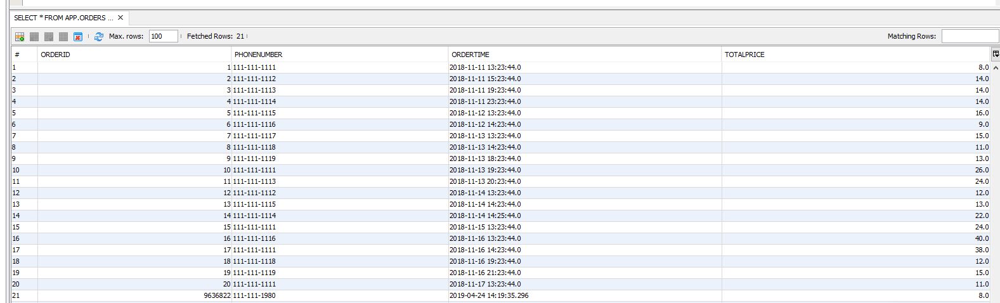 SELECT * FROM APP.ORDERS ... ×
Max. rows: 100 Fetched Rows: 21 Matching Rows:
# ORDERID PHONENUMBER ORDERTIME TOTALPRICE
1 1 111-111-1111 2018-11-11 13:23:44.0 8.0
2 2 111-111-1112 2018-11-11 15:23:44.0 14.0
3 3 111-111-1113 2018-11-11 19:23:44.0 14.0
4 4 111-111-1114 2018-11-11 23:23:44.0 14.0
5 5 111-111-1115 2018-11-12 13:23:44.0 16.0
6 6 111-111-1116 2018-11-12 14:23:44.0 9.0
7 7 111-111-1117 2018-11-13 13:23:44.0 15.0
8 8 111-111-1118 2018-11-13 14:23:44.0 11.0
9 9 111-111-1119 2018-11-13 18:23:44.0 13.0
10 10 111-111-1111 2018-11-13 19:23:44.0 26.0
11 11 111-111-1113 2018-11-13 20:23:44.0 24.0
12 12 111-111-1112 2018-11-14 13:23:44.0 12.0
13 13 111-111-1115 2018-11-14 14:23:44.0 13.0
14 14 111-111-1114 2018-11-14 14:25:44.0 22.0
15 15 111-111-1111 2018-11-15 13:23:44.0 24.0
16 16 111-111-1116 2018-11-16 13:23:44.0 40.0
17 17 111-111-1111 2018-11-16 14:23:44.0 38.0
18 18 111-111-1118 2018-11-16 19:23:44.0 12.0
19 19 111-111-1119 2018-11-16 21:23:44.0 15.0
20 20 111-111-1111 2018-11-17 13:23:44.0 11.0
21 9636822 111-111-1980 2019-04-24 14:19:35.296 8.0